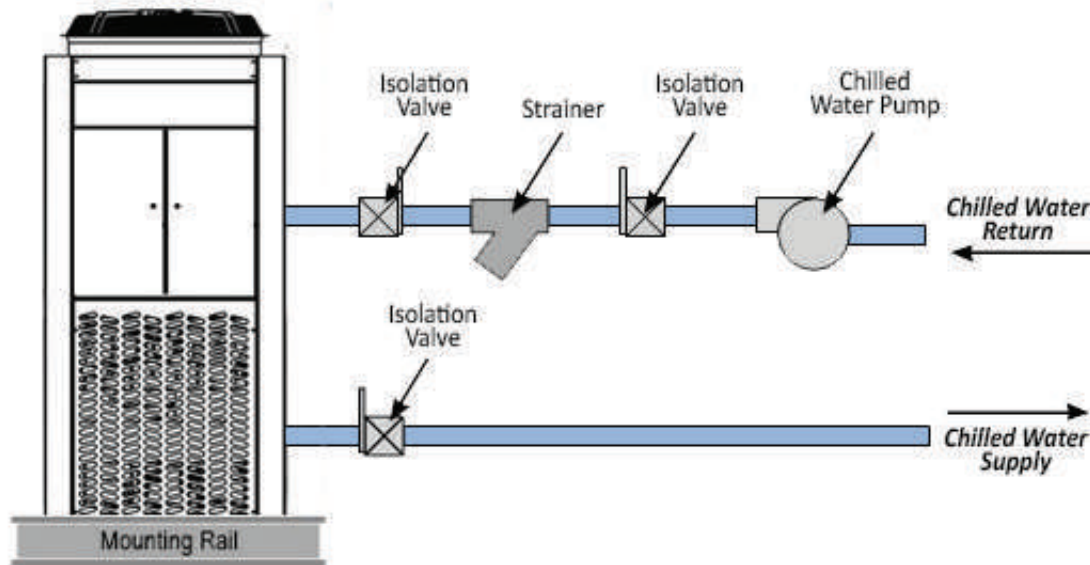 Isolation
Valve
Strainer
Isolation
Valve
Chilled
Water Pump
Chilled Water
Return
Isolation
Valve
Chilled Water
Supply
Mounting Rail